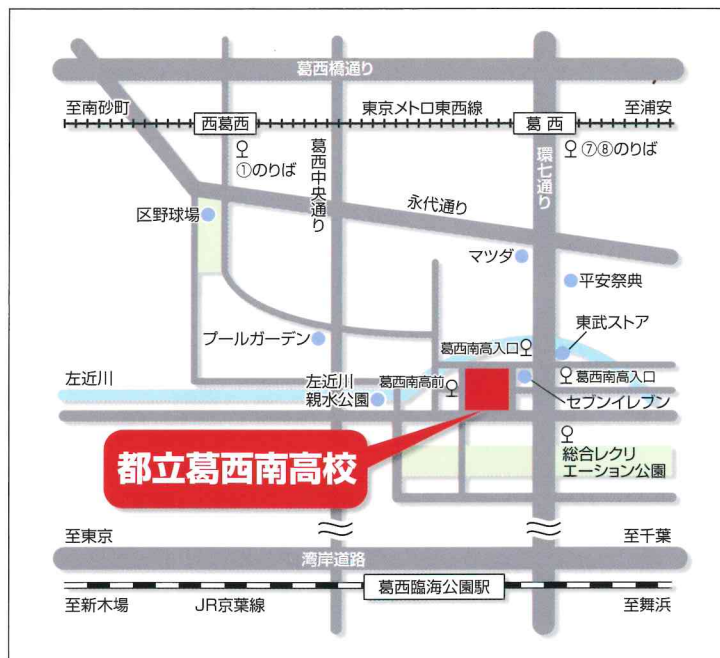 葛西橋通り
至南砂町
東京メトロ東西線
至浦安
西葛西
葛西
①のりば
⑦⑧のりば
葛西中央通り
環七通り
区野球場
永代通り
マツダ
平安祭典
プールガーデン
東武ストア
葛西南高入口
左近川
左近川
親水公園
葛西南高前
葛西南高入口
セブンイレブン
都立葛西南高校
総合レクリ
エーション公園
至東京
至千葉
湾岸道路
葛西臨海公園駅
至新木場
JR京葉線
至舞浜